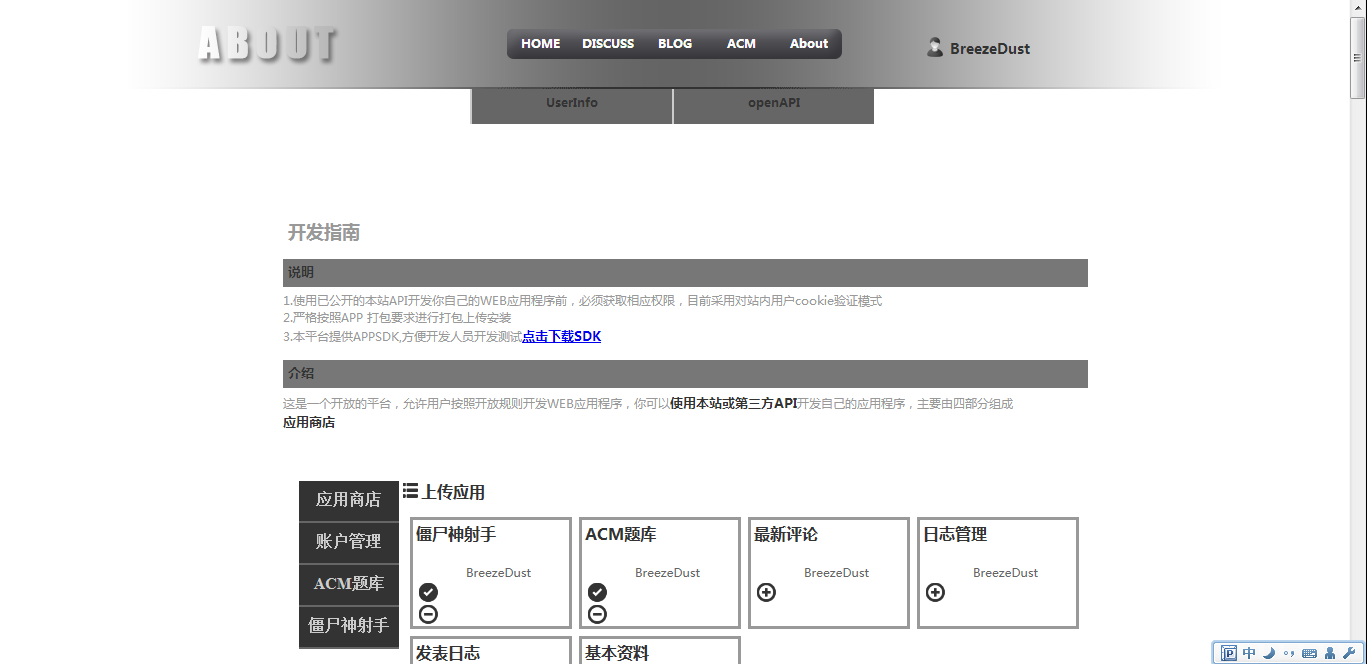 ABOUT
HOME DISCUSS BLOG ACM About
BreezeDust
UserInfo openAPI
开发指南
说明
1.使用已公开的本站API开发你自己的WEB应用程序前，必须获取相应权限，目前采用对站内用户cookie验证模式
2.严格按照APP 打包要求进行打包上传安装
3.本平台提供APPSDK,方便开发人员开发测试点击下载SDK
介绍
这是一个开放的平台，允许用户按照开放规则开发WEB应用程序，你可以使用本站或第三方API开发自己的应用程序，主要由四部分组成
应用商店
应用商店
账户管理
ACM题库
僵尸神射手
上传应用
僵尸神射手
BreezeDust
ACM题库
BreezeDust
最新评论
BreezeDust
日志管理
BreezeDust
发表日志
基本资料
中